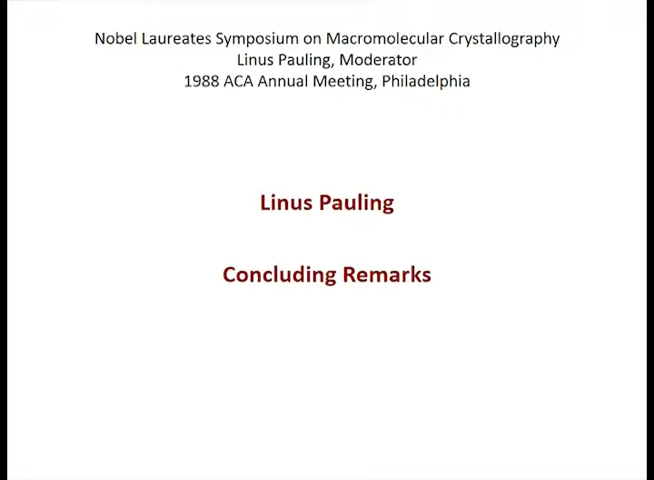 Nobel Laureates Symposium on Macromolecular Crystallography
Linus Pauling, Moderator
1988 ACA Annual Meeting, Philadelphia
Linus Pauling
Concluding Remarks